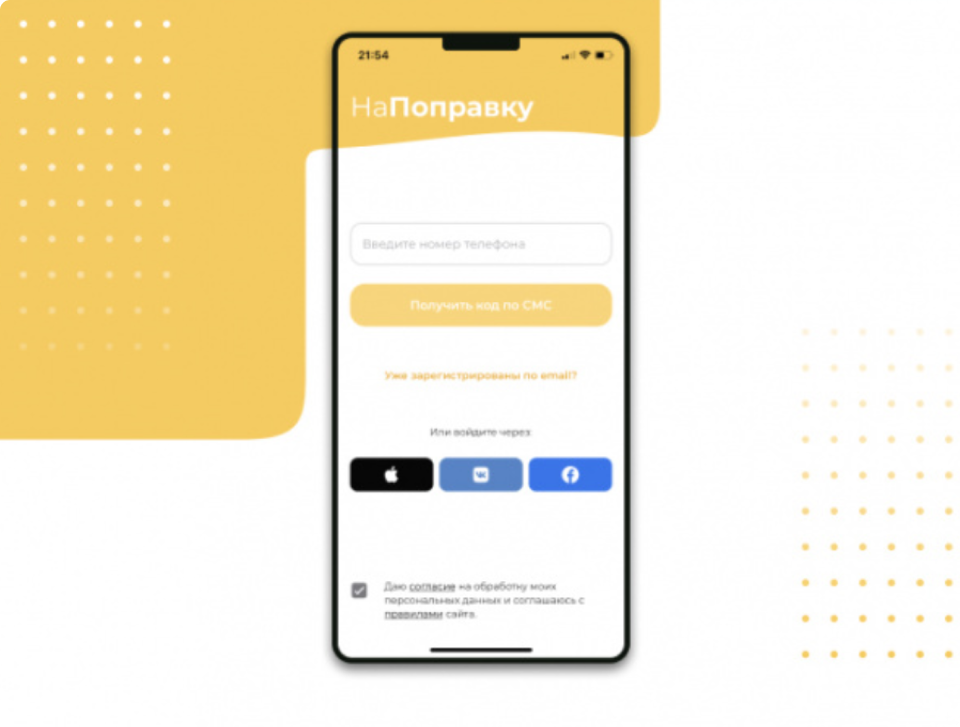 21:54
НаПоправку
Введите номер телефона
Получить код по СМС
Уже зарегистрированы по email?
Или войдите через:
Даю согласие на обработку моих
персональных данных и соглашаюсь с
правилами сайта.